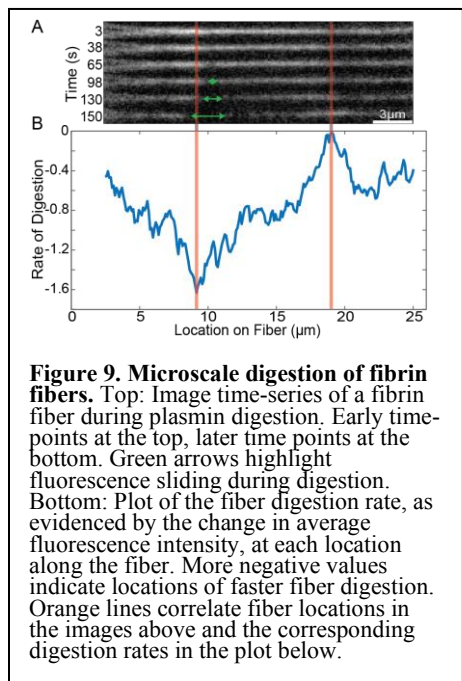 A
Time (s)
3
38
65
98
130
150
3µm
B
Rate of Digestion
0
-0.4
-0.8
-1.2
-1.6
0 5 10 15 20 25
Location on Fiber (µm)
Figure 9. Microscale digestion of fibrin
fibers. Top: Image time-series of a fibrin
fiber during plasmin digestion. Early time-
points at the top, later time points at the
bottom. Green arrows highlight
fluorescence sliding during digestion.
Bottom: Plot of the fiber digestion rate, as
evidenced by the change in average
fluorescence intensity, at each location
along the fiber. More negative values
indicate locations of faster fiber digestion.
Orange lines correlate fiber locations in
the images above and the corresponding
digestion rates in the plot below.